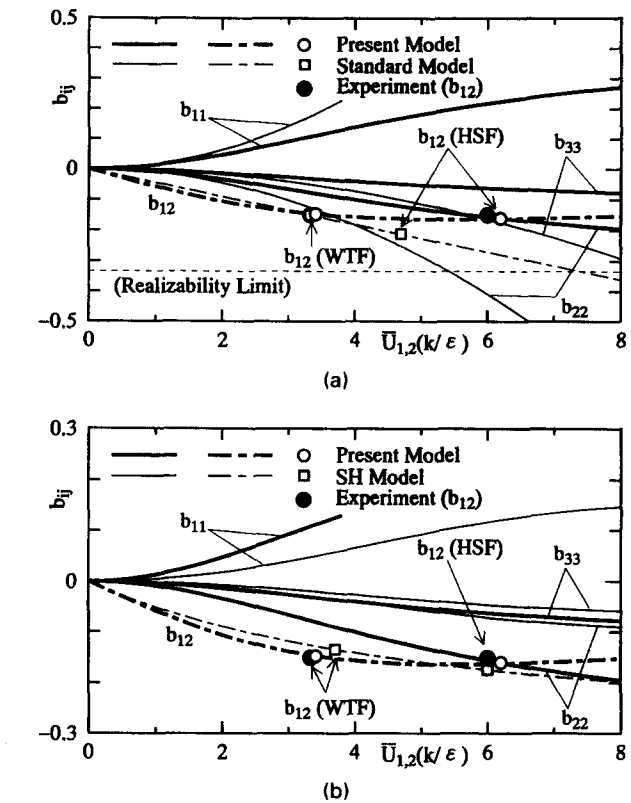 0.5
Present Model
Standard Model
Experiment (b12)
bij
b11
b12 (HSF)
b33
0
b12
b12 (WTF)
(Realizability Limit)
b22
−0.5
0 2 4 6 8
U̅1,2(k/ε)
(a)
0.3
Present Model
SH Model
Experiment (b12)
bij
b11
b12 (HSF)
b33
0
b12
b12 (WTF)
b22
−0.3
0 2 4 6 8
U̅1,2(k/ε)
(b)